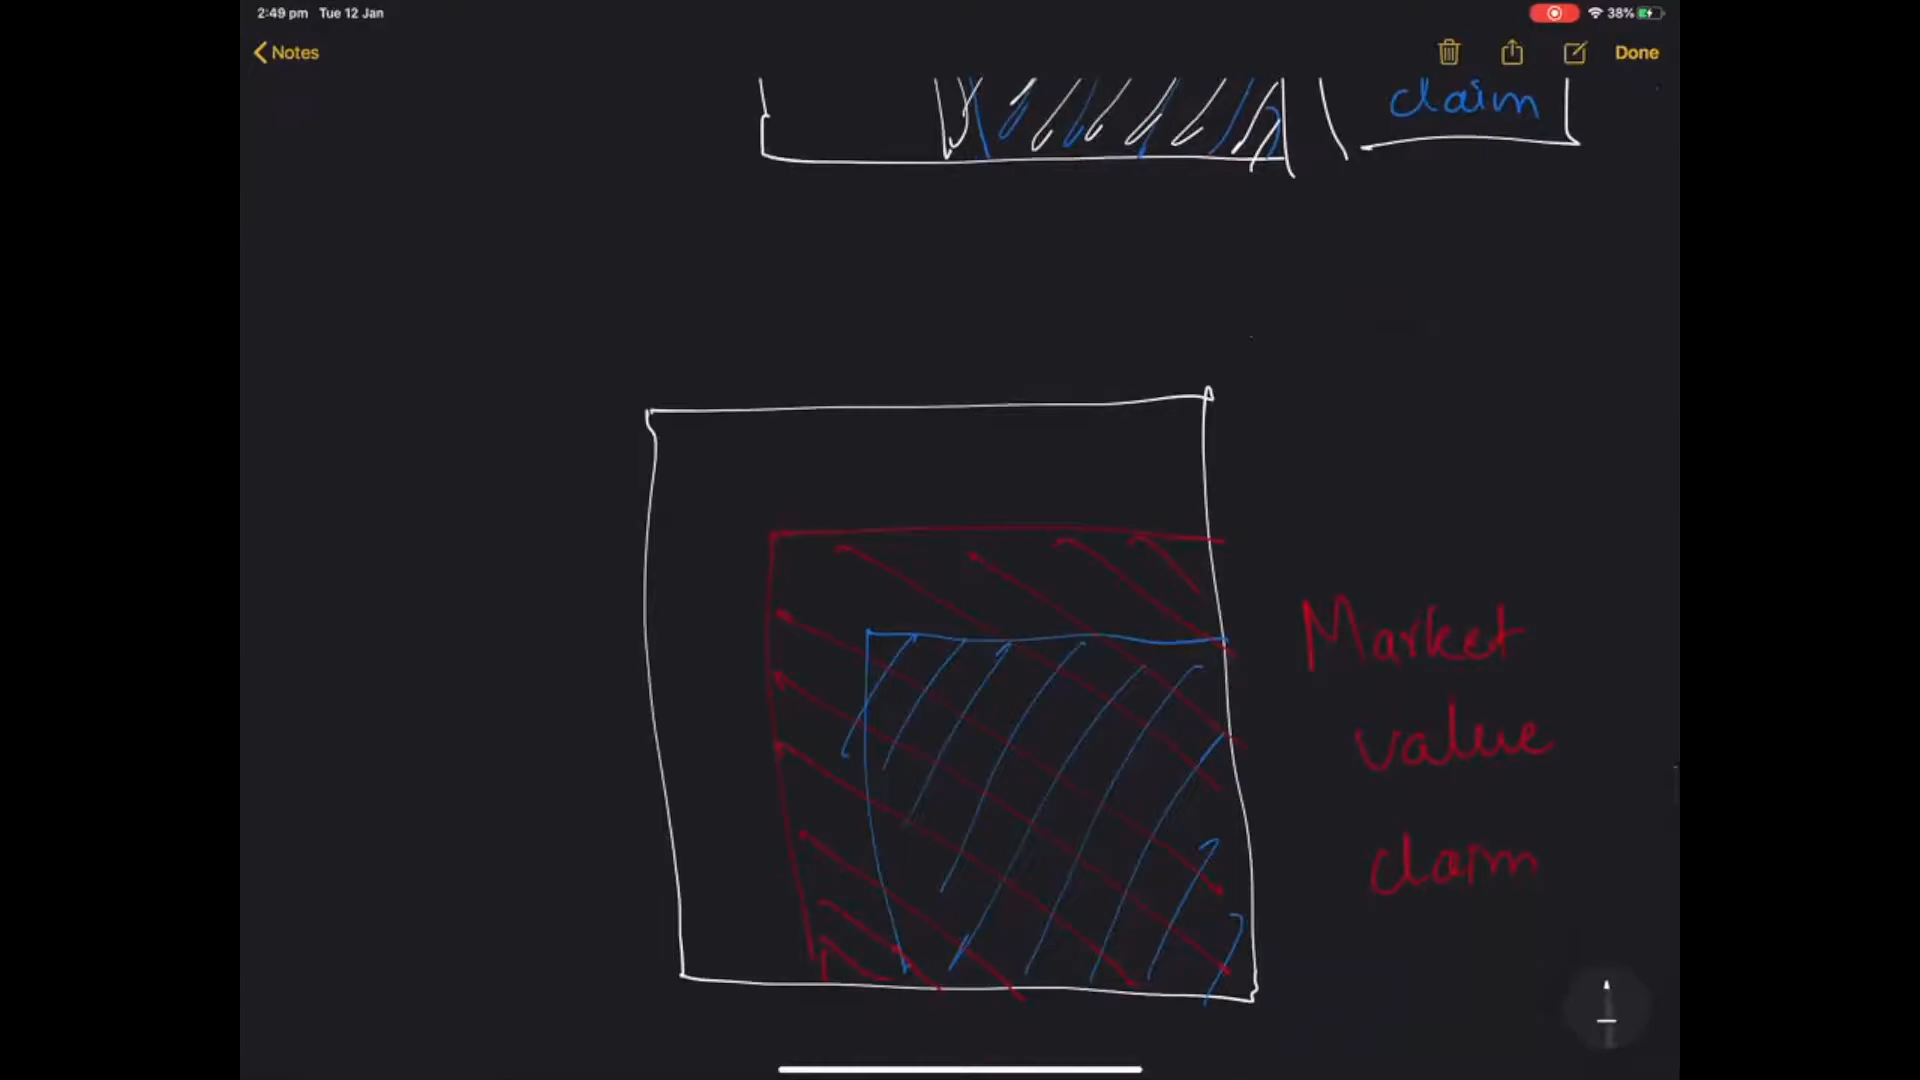 2:49 pm Tue 12 Jan
38%
Notes
Done
claim
Market
value
claim